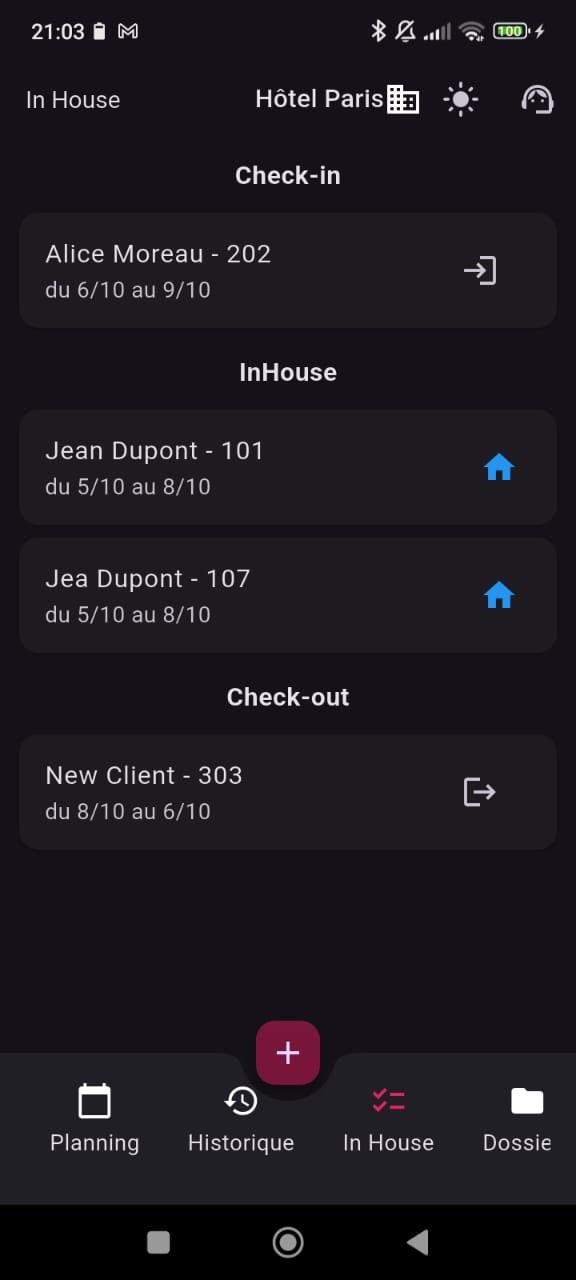 21:03
100
In House
Hôtel Paris
Check-in
Alice Moreau - 202
du 6/10 au 9/10
InHouse
Jean Dupont - 101
du 5/10 au 8/10
Jea Dupont - 107
du 5/10 au 8/10
Check-out
New Client - 303
du 8/10 au 6/10
+
Planning
Historique
In House
Dossie